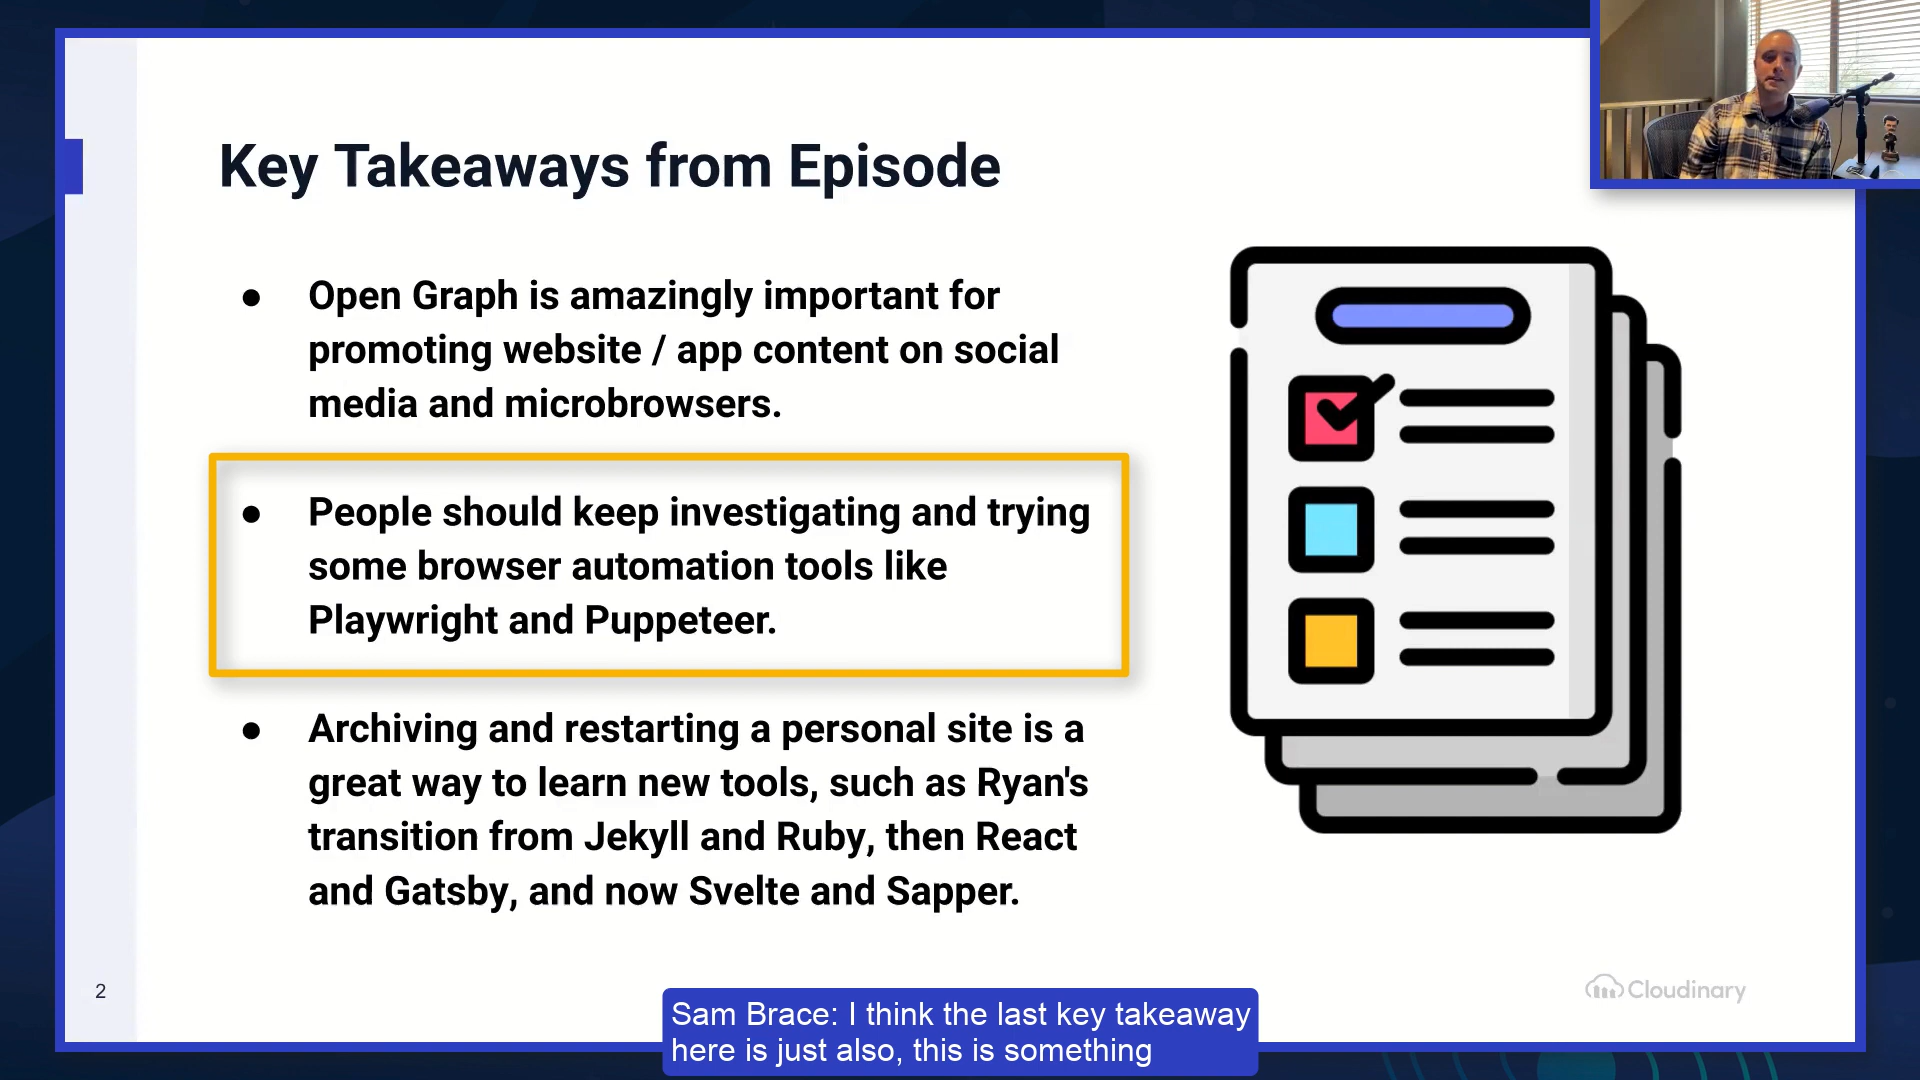 Key Takeaways from Episode
● Open Graph is amazingly important for
promoting website / app content on social
media and microbrowsers.
● People should keep investigating and trying
some browser automation tools like
Playwright and Puppeteer.
● Archiving and restarting a personal site is a
great way to learn new tools, such as Ryan's
transition from Jekyll and Ruby, then React
and Gatsby, and now Svelte and Sapper.
2
Cloudinary
Sam Brace: I think the last key takeaway
here is just also, this is something